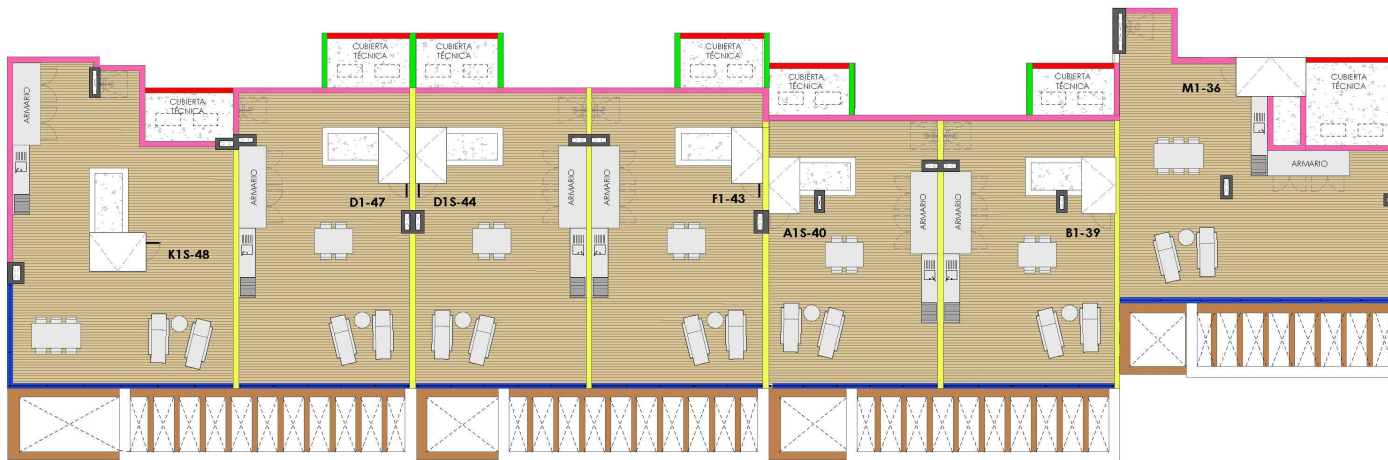 CUBIERTA
TÉCNICA
CUBIERTA
TÉCNICA
CUBIERTA
TÉCNICA
CUBIERTA
TÉCNICA
CUBIERTA
TÉCNICA
CUBIERTA
TÉCNICA
CUBIERTA
TÉCNICA
M1-36
ARMARIO
ARMARIO
ARMARIO
ARMARIO
ARMARIO
ARMARIO
ARMARIO
D1-47
D1S-44
F1-43
A1S-40
B1-39
K1S-48